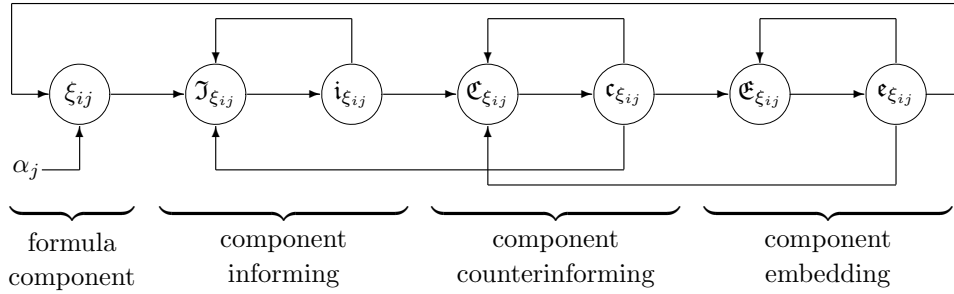 ξ_{ij} ℑ_{ξ_{ij}} 𝔦_{ξ_{ij}} ℭ_{ξ_{ij}} 𝔠_{ξ_{ij}} 𝔈_{ξ_{ij}} 𝔢_{ξ_{ij}}
α_j
formula component
component informing
component counterinforming
component embedding